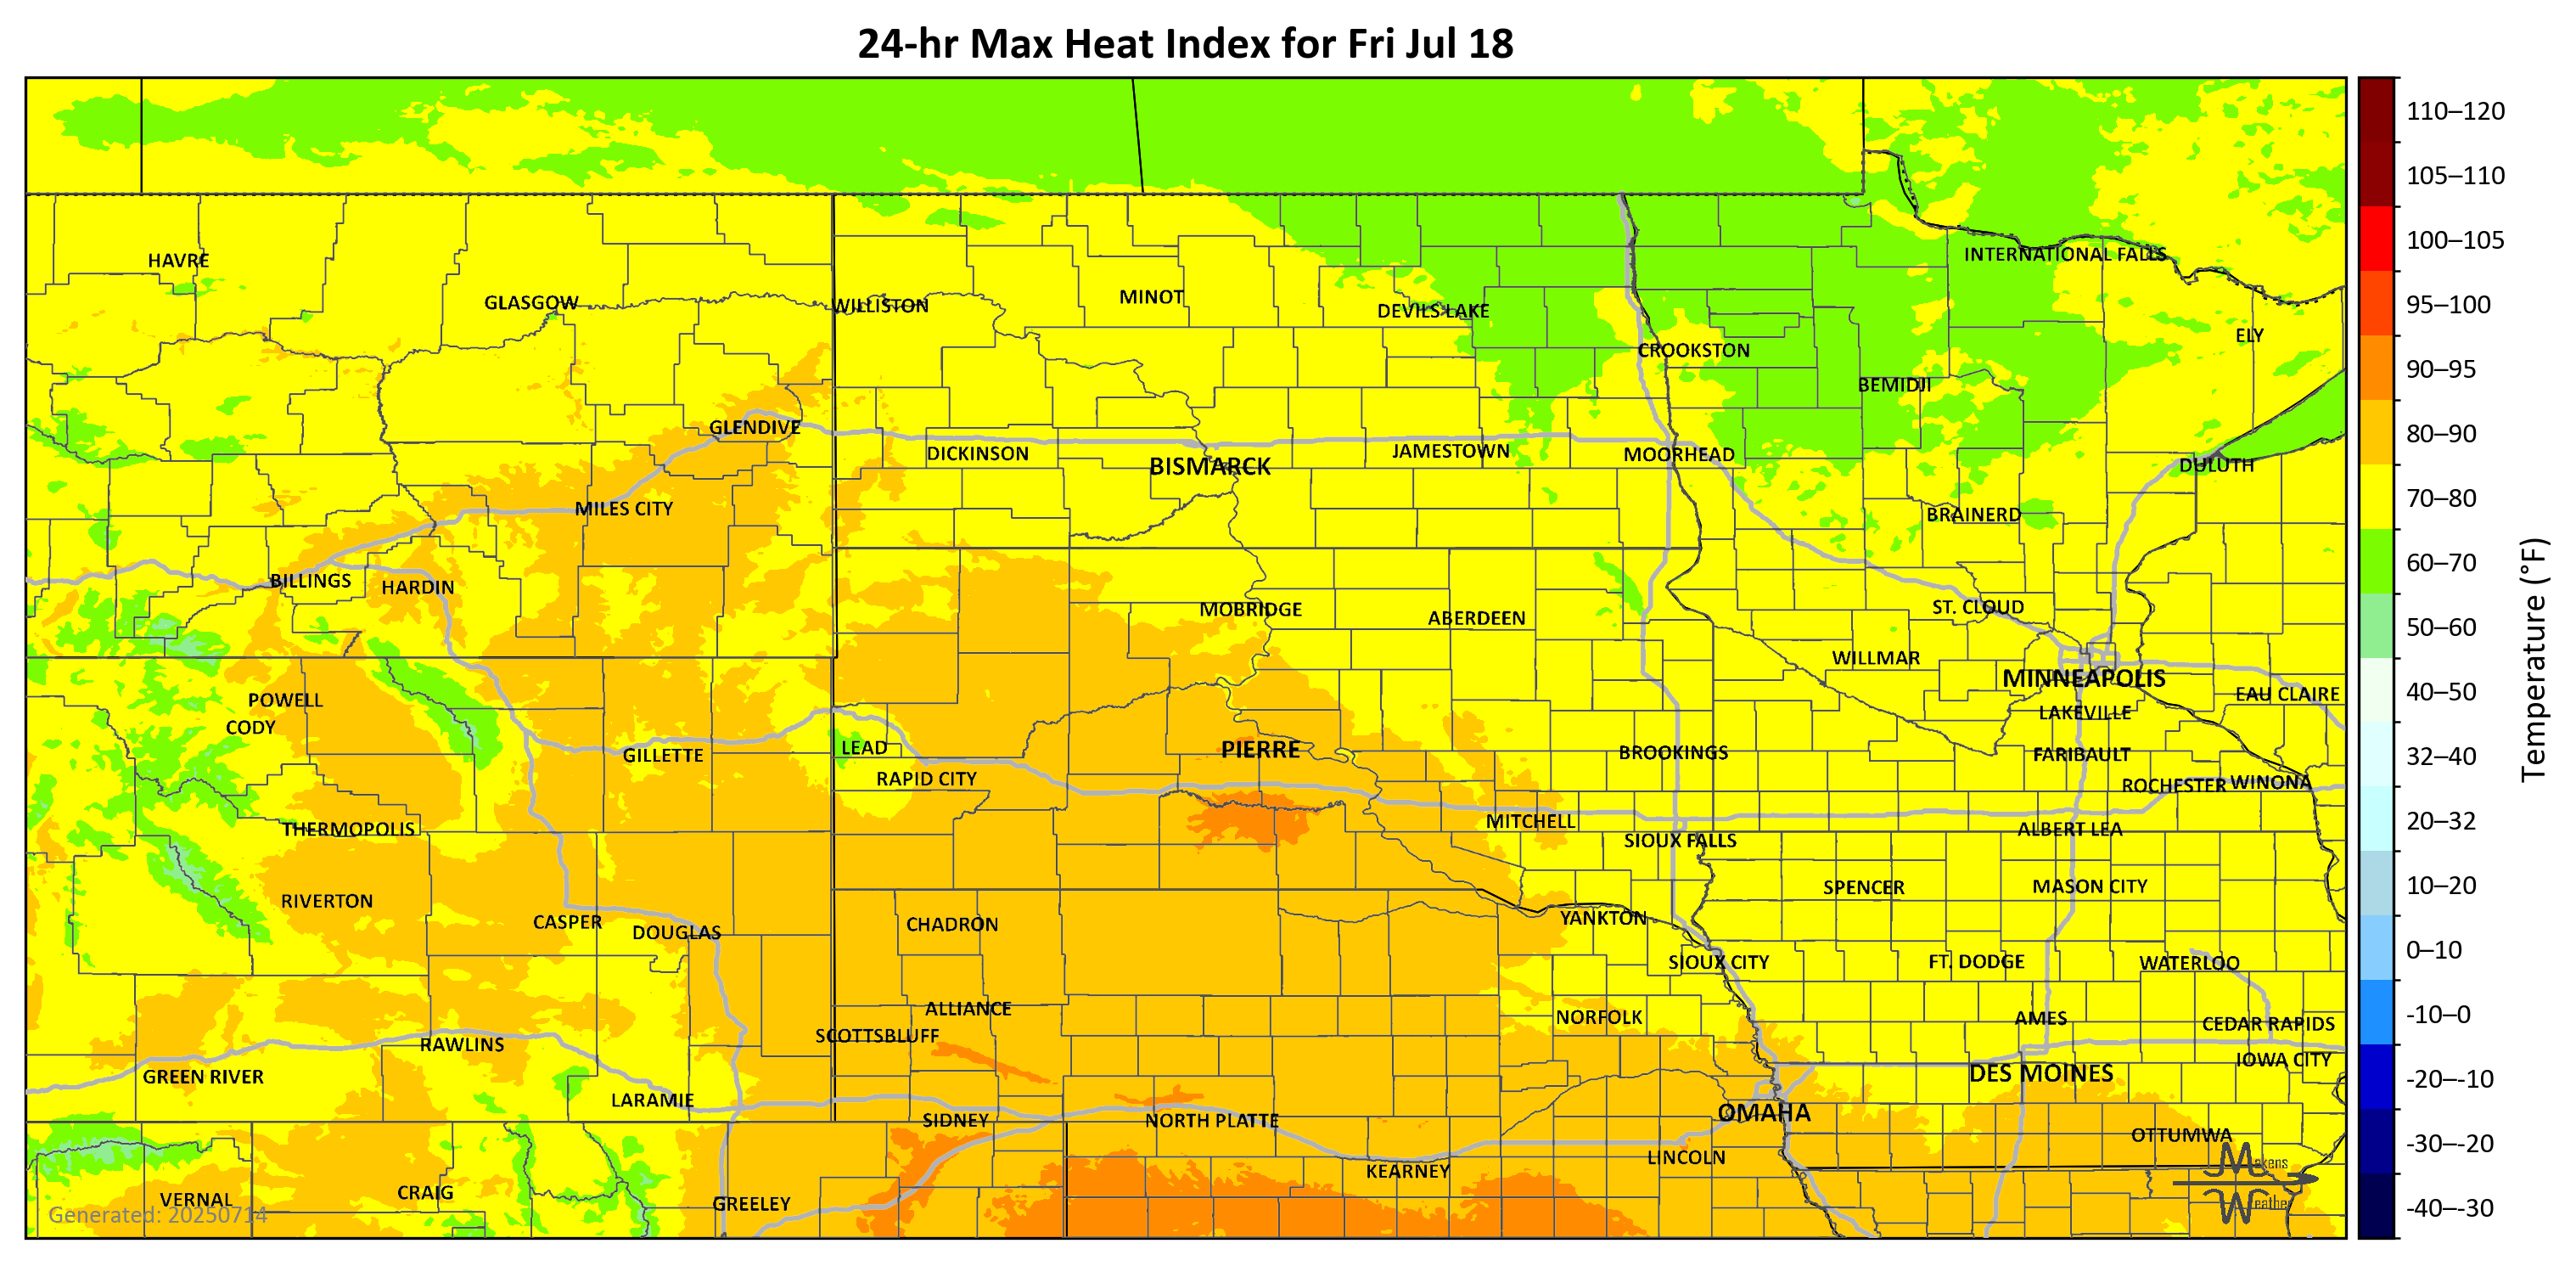 24-hr Max Heat Index for Fri Jul 18
110–120
105–110
100–105
95–100
90–95
80–90
70–80
60–70
50–60
40–50
32–40
20–32
10–20
0–10
-10–0
-20–-10
-30–-20
-40–-30
Temperature (°F)
HAVRE
INTERNATIONAL FALLS
GLASGOW
WILLISTON
MINOT
DEVILS LAKE
ELY
CROOKSTON
BEMIDJI
GLENDIVE
DICKINSON
BISMARCK
JAMESTOWN
MOORHEAD
DULUTH
MILES CITY
BRAINERD
BILLINGS
HARDIN
MOBRIDGE
ABERDEEN
ST. CLOUD
WILLMAR
MINNEAPOLIS
POWELL
EAU CLAIRE
CODY
LAKEVILLE
GILLETTE
LEAD
PIERRE
BROOKINGS
FARIBAULT
RAPID CITY
ROCHESTER
WINONA
THERMOPOLIS
MITCHELL
SIOUX FALLS
ALBERT LEA
RIVERTON
SPENCER
MASON CITY
CASPER
DOUGLAS
CHADRON
YANKTON
SIOUX CITY
FT. DODGE
WATERLOO
ALLIANCE
NORFOLK
AMES
CEDAR RAPIDS
RAWLINS
SCOTTSBLUFF
IOWA CITY
GREEN RIVER
DES MOINES
LARAMIE
SIDNEY
NORTH PLATTE
OMAHA
OTTUMWA
LINCOLN
KEARNEY
VERNAL
CRAIG
GREELEY
Generated: 20250714
Makens
Weather